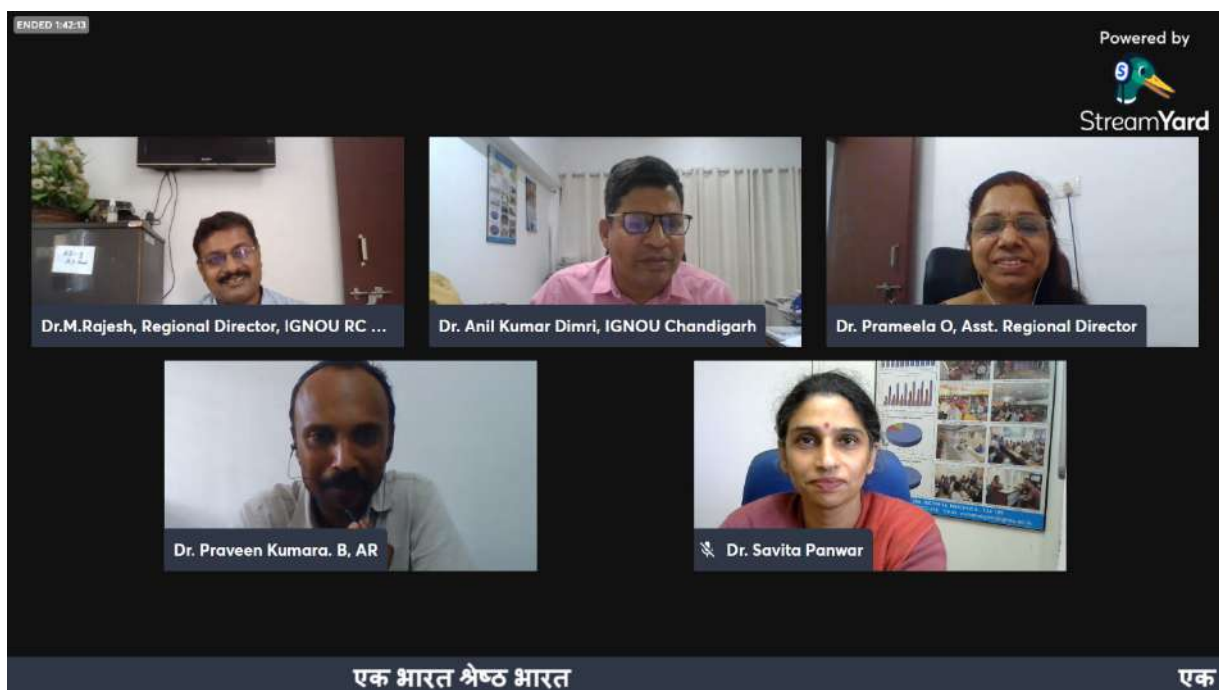 ENDED 1:42:13
Powered by
StreamYard
Dr.M.Rajesh, Regional Director, IGNOU RC ...
Dr. Anil Kumar Dimri, IGNOU Chandigarh
Dr. Prameela O, Asst. Regional Director
Dr. Praveen Kumara. B, AR
Dr. Savita Panwar
एक भारत श्रेष्ठ भारत
एक